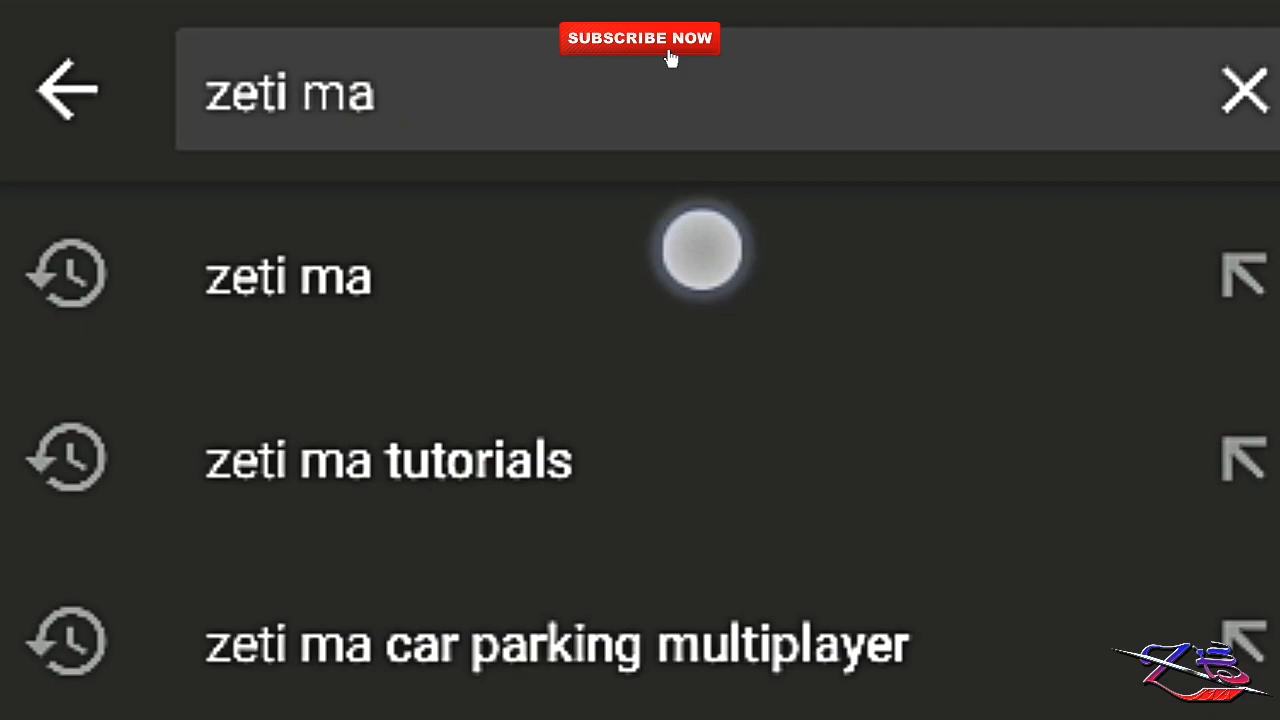 SUBSCRIBE NOW
zeti ma
zeti ma
zeti ma tutorials
zeti ma car parking multiplayer